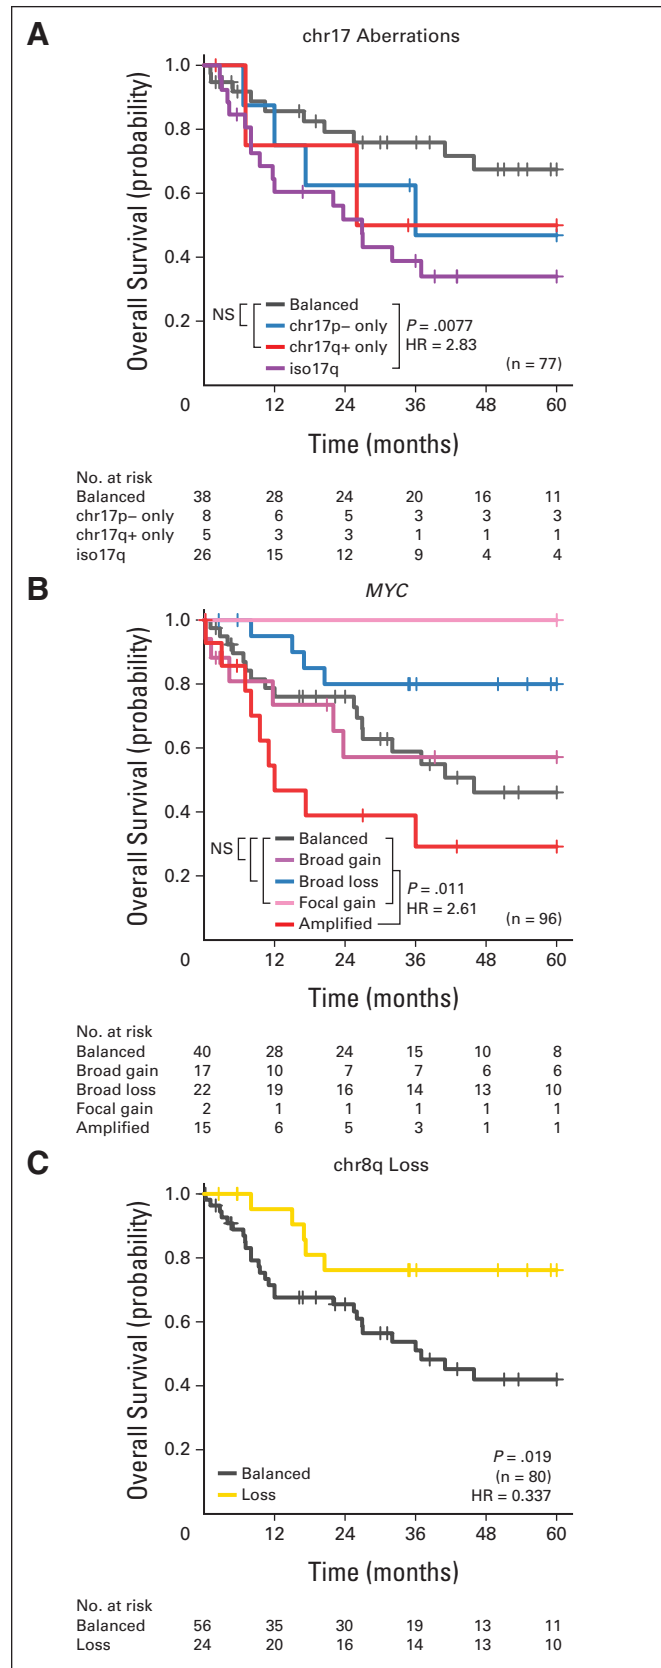 A
chr17 Aberrations
Overall Survival (probability)
1.0
0.8
0.6
0.4
0.2
NS
Balanced
chr17p– only
chr17q+ only
iso17q
P = .0077
HR = 2.83
(n = 77)
0 12 24 36 48 60
Time (months)
No. at risk
Balanced 38 28 24 20 16 11
chr17p– only 8 6 5 3 3 3
chr17q+ only 5 3 3 1 1 1
iso17q 26 15 12 9 4 4
B
MYC
Overall Survival (probability)
1.0
0.8
0.6
0.4
0.2
NS
Balanced
Broad gain
Broad loss
Focal gain
Amplified
P = .011
HR = 2.61
(n = 96)
0 12 24 36 48 60
Time (months)
No. at risk
Balanced 40 28 24 15 10 8
Broad gain 17 10 7 7 6 6
Broad loss 22 19 16 14 13 10
Focal gain 2 1 1 1 1 1
Amplified 15 6 5 3 1 1
C
chr8q Loss
Overall Survival (probability)
1.0
0.8
0.6
0.4
0.2
Balanced
Loss
P = .019
(n = 80)
HR = 0.337
0 12 24 36 48 60
Time (months)
No. at risk
Balanced 56 35 30 19 13 11
Loss 24 20 16 14 13 10